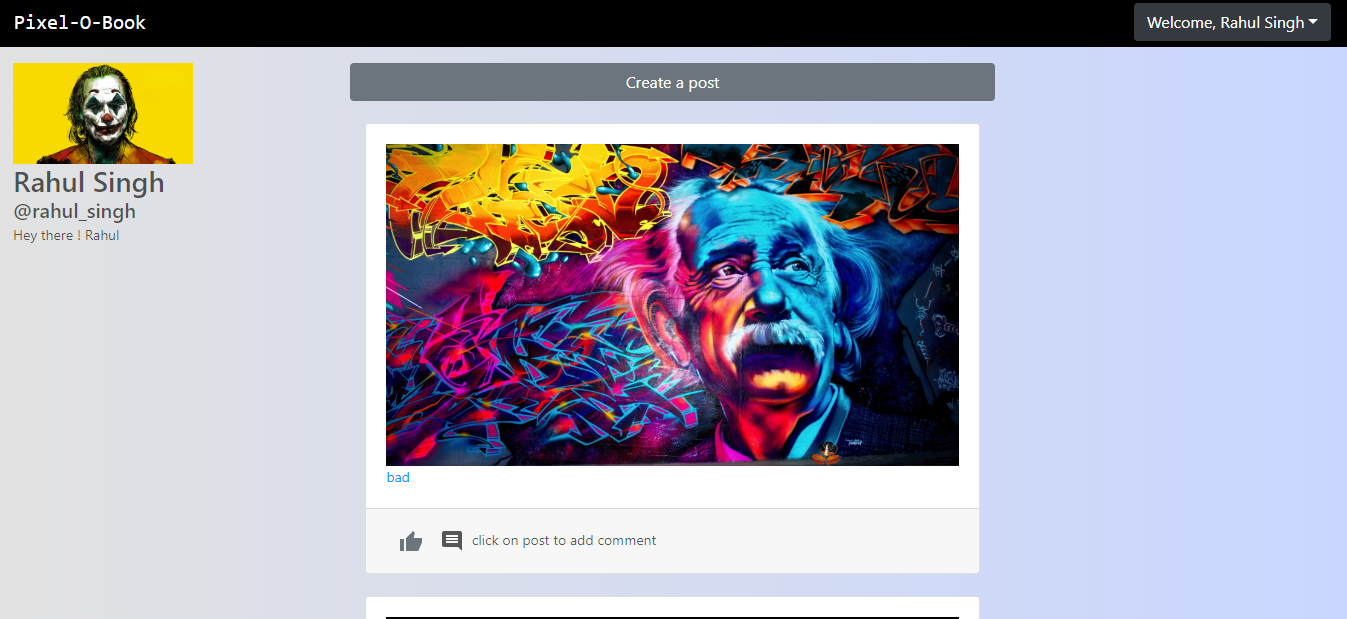 Pixel-O-Book
Welcome, Rahul Singh
Create a post
Rahul Singh
@rahul_singh
Hey there ! Rahul
bad
click on post to add comment